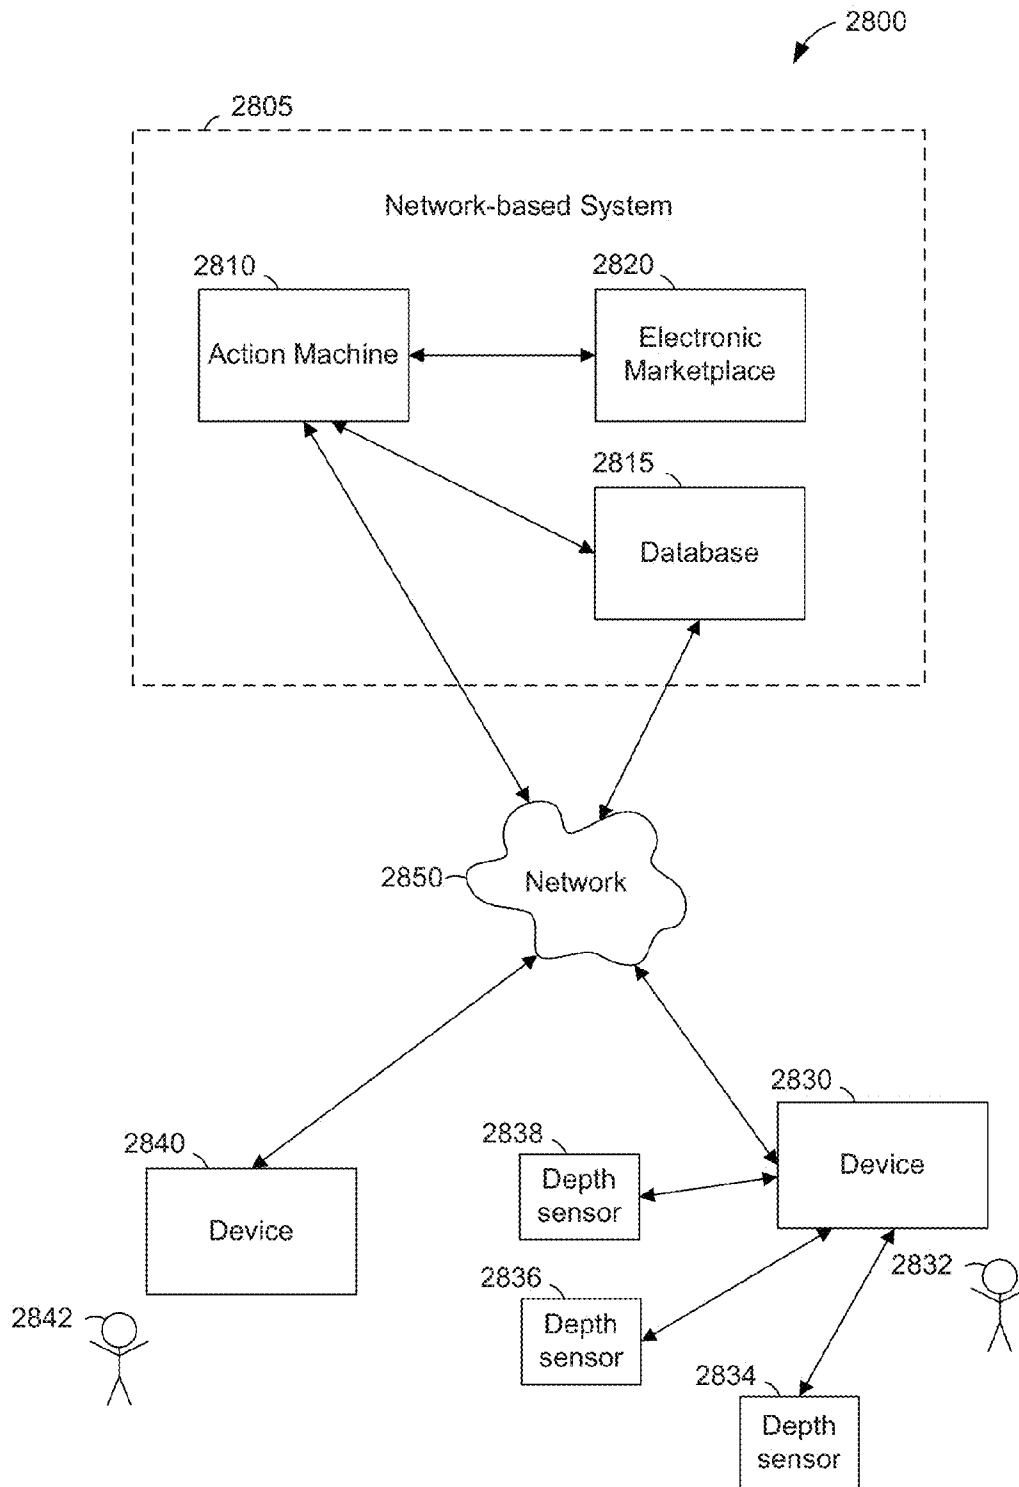 2800
2805
Network-based System
2810
2820
Action Machine
Electronic
Marketplace
2815
Database
2850
Network
2830
2840
2838
Device
Depth
sensor
Device
2832
2836
2842
Depth
sensor
2834
Depth
sensor